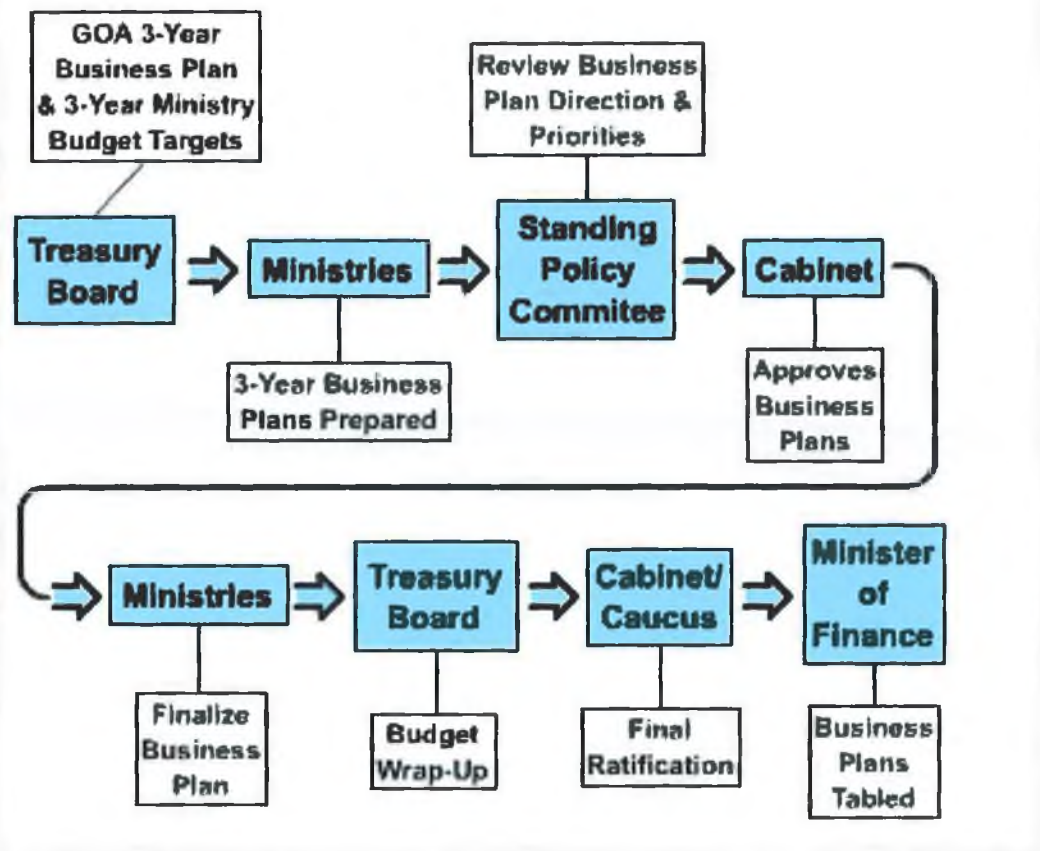 GOA 3-Year
Business Plan
& 3-Year Ministry
Budget Targets
Review Business
Plan Direction &
Priorities
Treasury
Board
Ministries
Standing
Policy
Commitee
Cabinet
3-Year Business
Plans Prepared
Approves
Business
Plans
Ministries
Treasury
Board
Cabinet/
Caucus
Minister
of
Finance
Finalize
Business
Plan
Budget
Wrap-Up
Final
Ratification
Business
Plans
Tabled